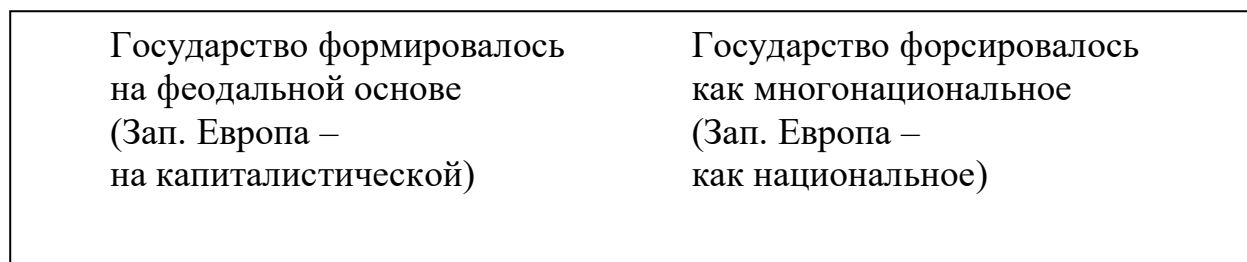 Государство формировалось
на феодальной основе
(Зап. Европа –
на капиталистической)
Государство форсировалось
как многонациональное
(Зап. Европа –
как национальное)